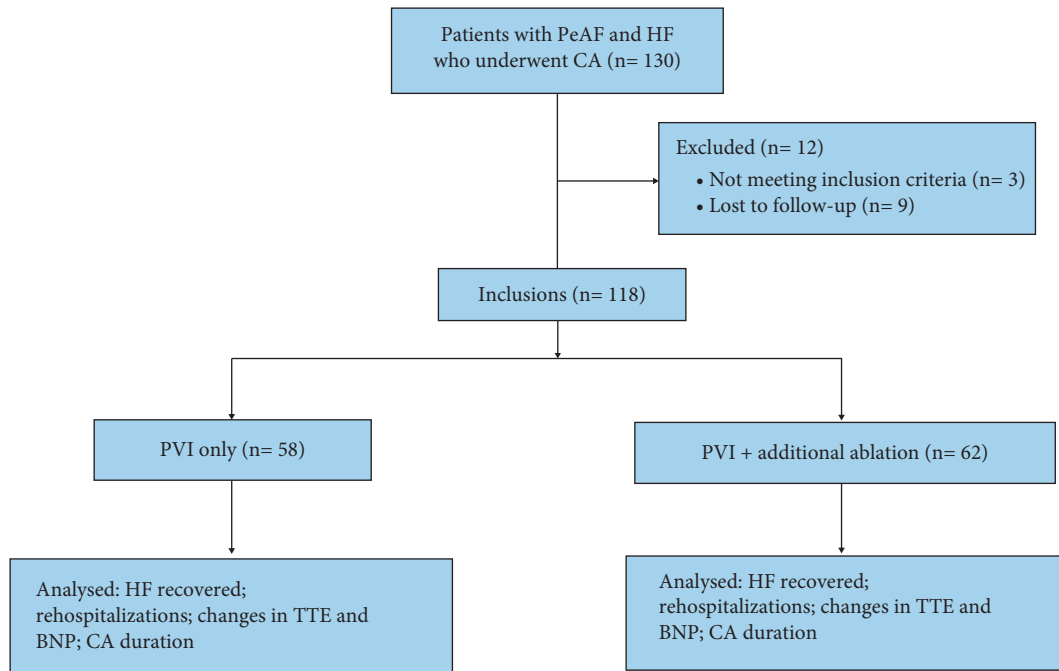 Patients with PeAF and HF
who underwent CA (n= 130)
Excluded (n= 12)
• Not meeting inclusion criteria (n= 3)
• Lost to follow-up (n= 9)
Inclusions (n= 118)
PVI only (n= 58)
PVI + additional ablation (n= 62)
Analysed: HF recovered;
rehospitalizations; changes in TTE and
BNP; CA duration
Analysed: HF recovered;
rehospitalizations; changes in TTE and
BNP; CA duration